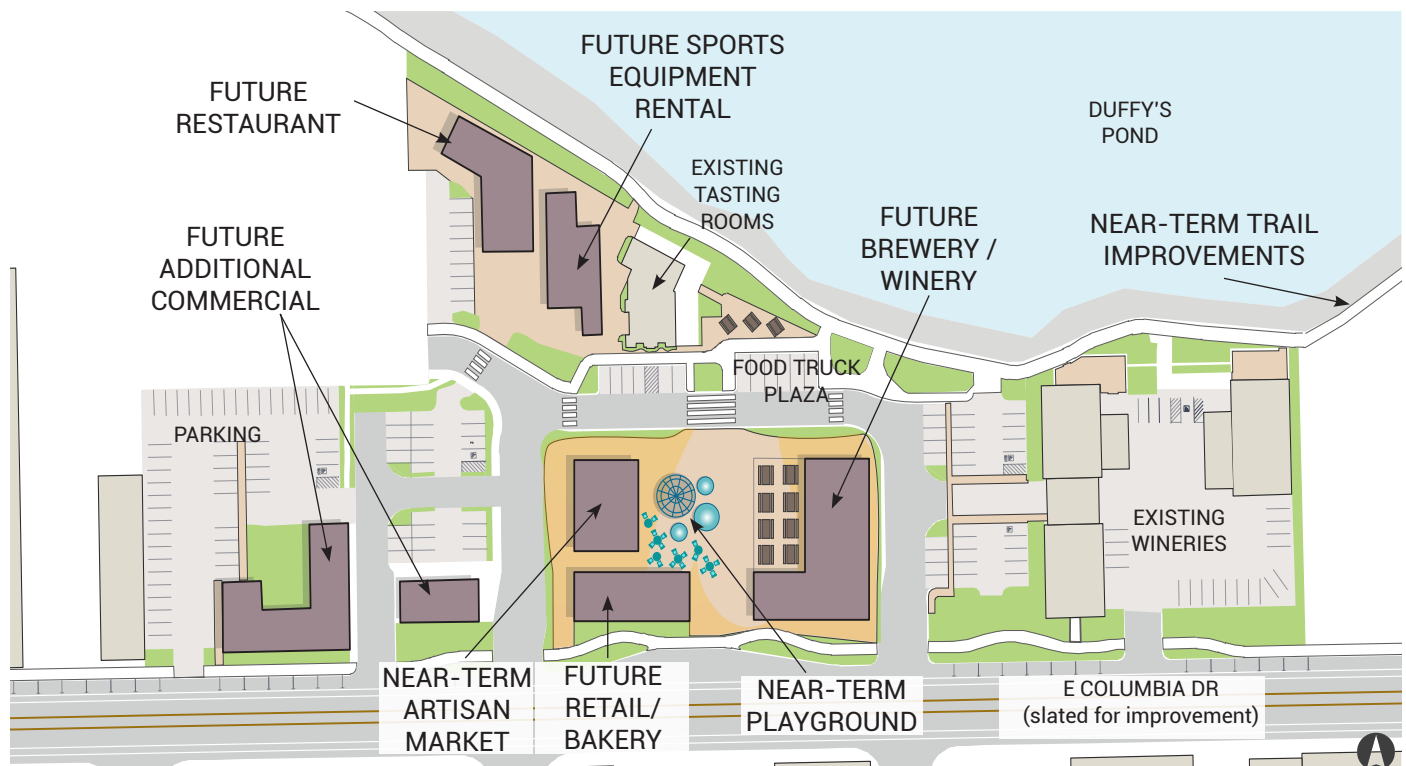 FUTURE SPORTS
EQUIPMENT
RENTAL
FUTURE
RESTAURANT
DUFFY'S
POND
EXISTING
TASTING
ROOMS
FUTURE
BREWERY /
WINERY
NEAR-TERM TRAIL
IMPROVEMENTS
FUTURE
ADDITIONAL
COMMERCIAL
FOOD TRUCK
PLAZA
PARKING
EXISTING
WINERIES
NEAR-TERM
ARTISAN
MARKET
FUTURE
RETAIL/
BAKERY
NEAR-TERM
PLAYGROUND
E COLUMBIA DR
(slated for improvement)